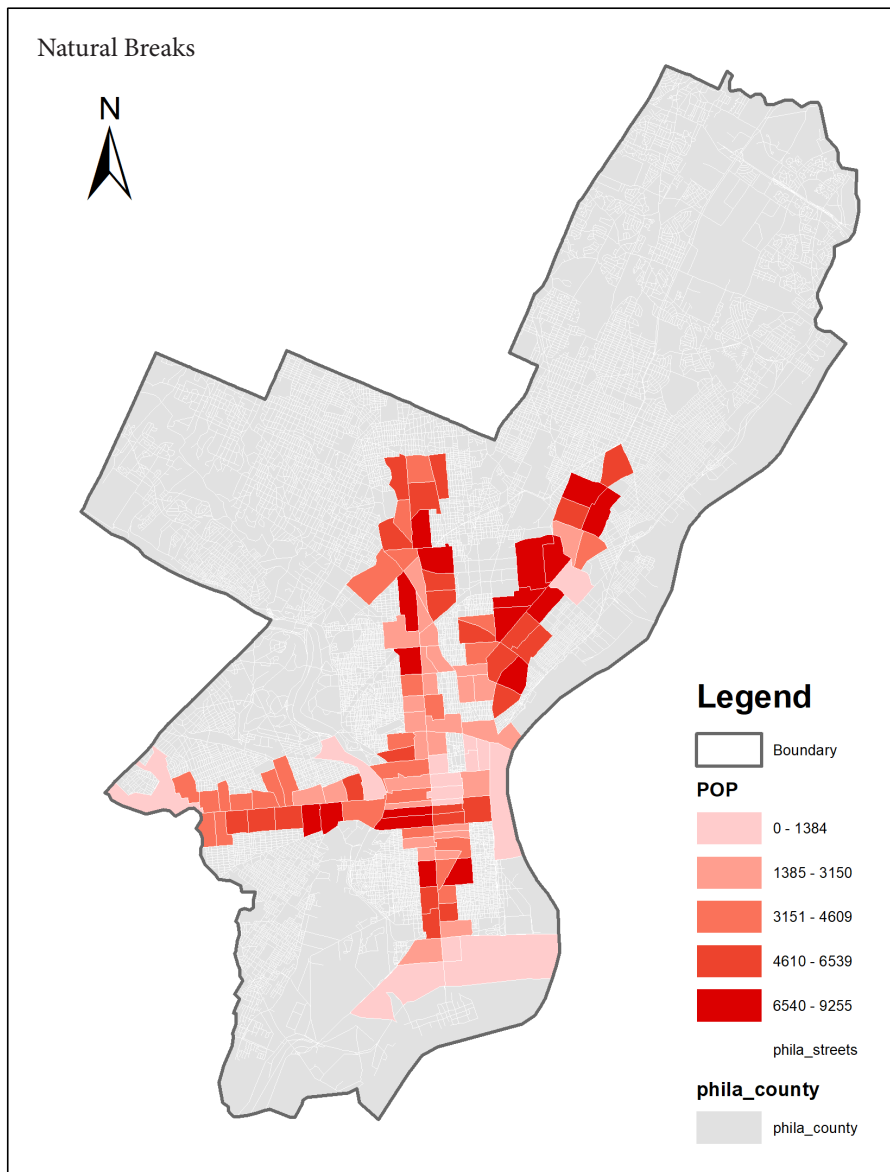 Natural Breaks
N
Legend
Boundary
POP
0 - 1384
1385 - 3150
3151 - 4609
4610 - 6539
6540 - 9255
phila_streets
phila_county
phila_county